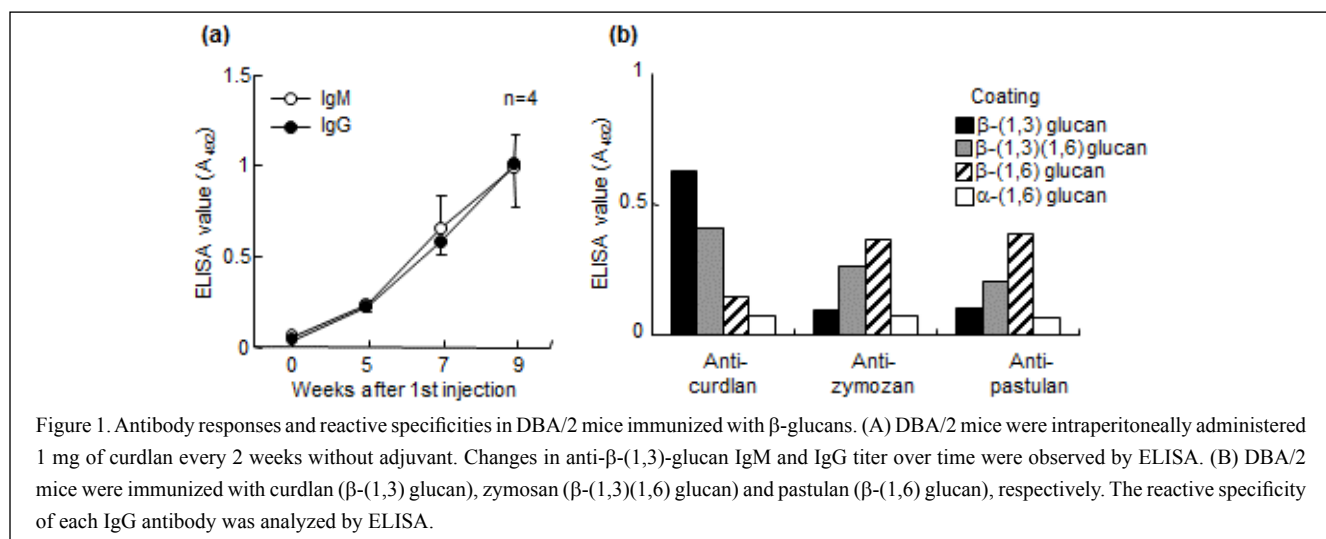 (a)
1.5
1
0.5
0
ELISA value (A492)
IgM
IgG
n=4
0 5 7 9
Weeks after 1st injection
(b)
1
0.5
0
ELISA value (A492)
Coating
β-(1,3) glucan
β-(1,3)(1,6) glucan
β-(1,6) glucan
α-(1,6) glucan
Anti-
curdlan
Anti-
zymozan
Anti-
pastulan
Figure 1. Antibody responses and reactive specificities in DBA/2 mice immunized with β-glucans. (A) DBA/2 mice were intraperitoneally administered
1 mg of curdlan every 2 weeks without adjuvant. Changes in anti-β-(1,3)-glucan IgM and IgG titer over time were observed by ELISA. (B) DBA/2
mice were immunized with curdlan (β-(1,3) glucan), zymosan (β-(1,3)(1,6) glucan) and pastulan (β-(1,6) glucan), respectively. The reactive specificity
of each IgG antibody was analyzed by ELISA.